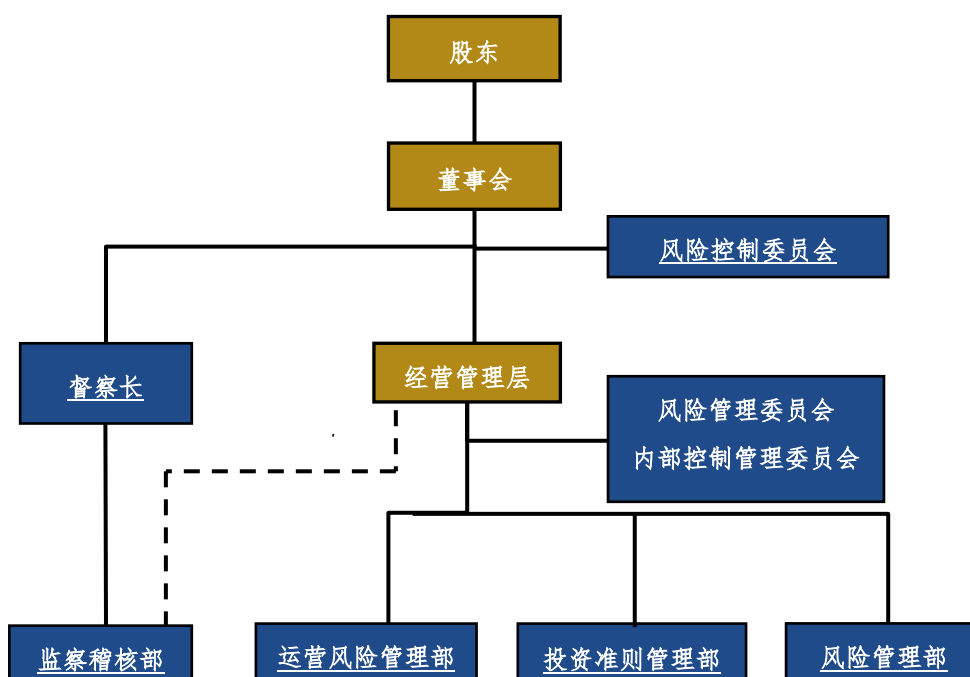 股东
董事会
风险控制委员会
督察长
经营管理层
风险管理委员会
内部控制管理委员会
监察稽核部
运营风险管理部
投资准则管理部
风险管理部